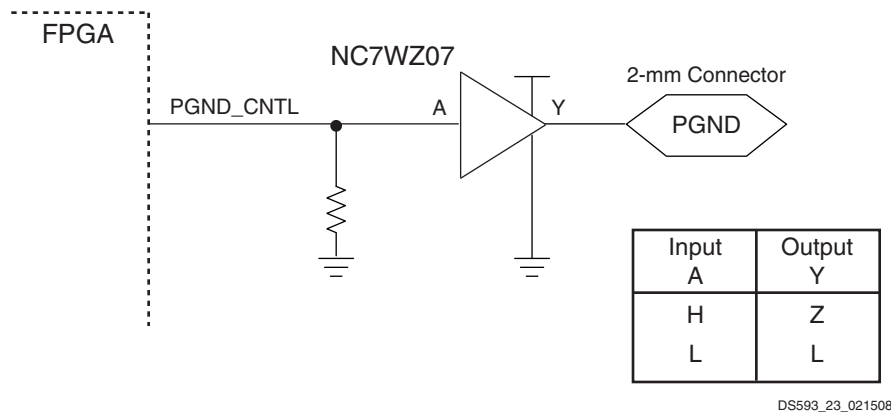 FPGA
NC7WZ07
2-mm Connector
PGND_CNTL
A
Y
PGND
Input Output
A Y
H Z
L L
DS593_23_021508